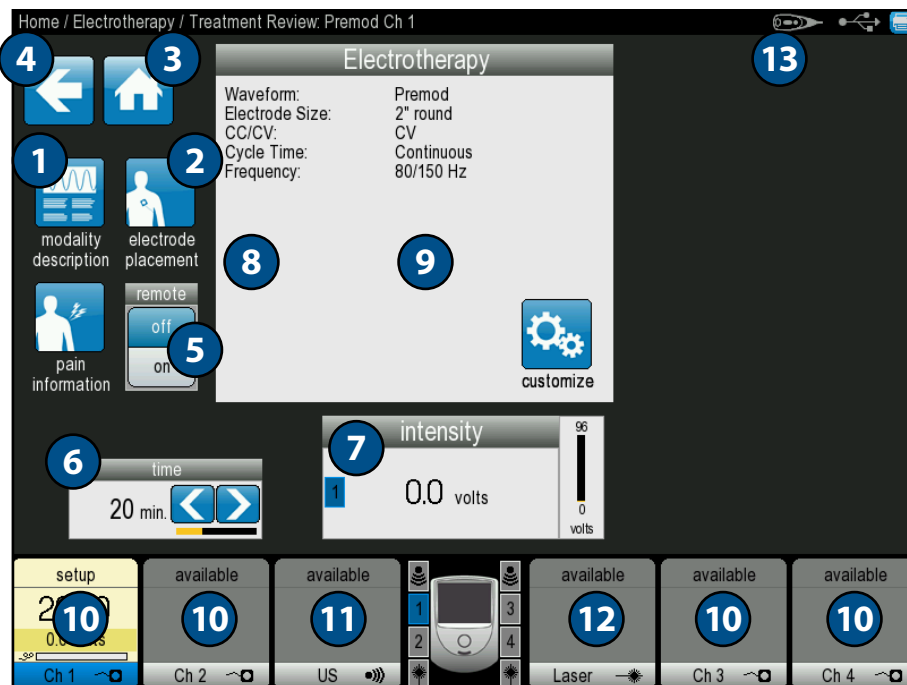 Home / Electrotherapy / Treatment Review: Premod Ch 1
4
3
13
Electrotherapy
Waveform: Premod
Electrode Size: 2" round
CC/CV: CV
Cycle Time: Continuous
Frequency: 80/150 Hz
1
2
modality description
electrode placement
8
9
remote
off
on
5
pain information
customize
6
time
20 min.
7
intensity
1
0.0 volts
96
0
volts
setup
10
Ch 1
available
10
Ch 2
available
11
US
1
2
3
4
available
12
Laser
available
10
Ch 3
available
10
Ch 4